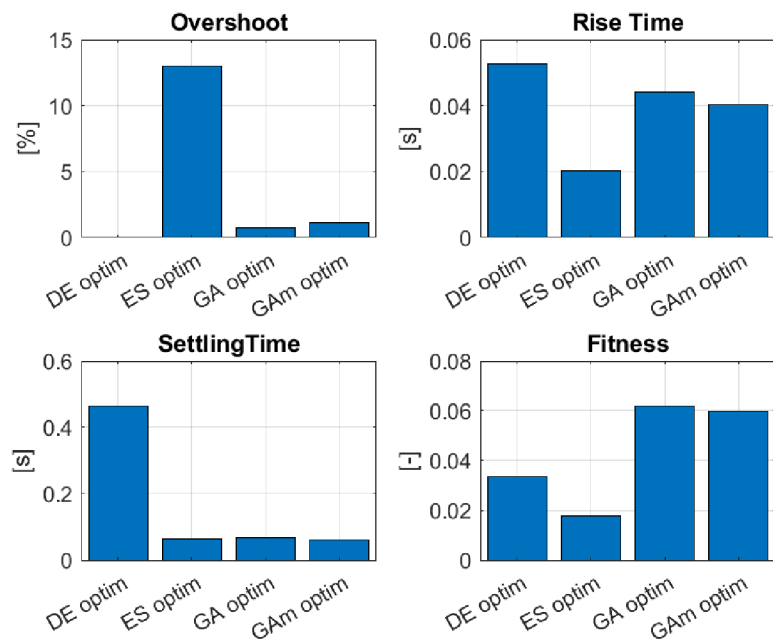 Overshoot
15
10
5
0
[%]
DE optim
ES optim
GA optim
GAm optim
Rise Time
0.06
0.04
0.02
0
[s]
DE optim
ES optim
GA optim
GAm optim
SettlingTime
0.6
0.4
0.2
0
[s]
DE optim
ES optim
GA optim
GAm optim
Fitness
0.08
0.06
0.04
0.02
0
[-]
DE optim
ES optim
GA optim
GAm optim